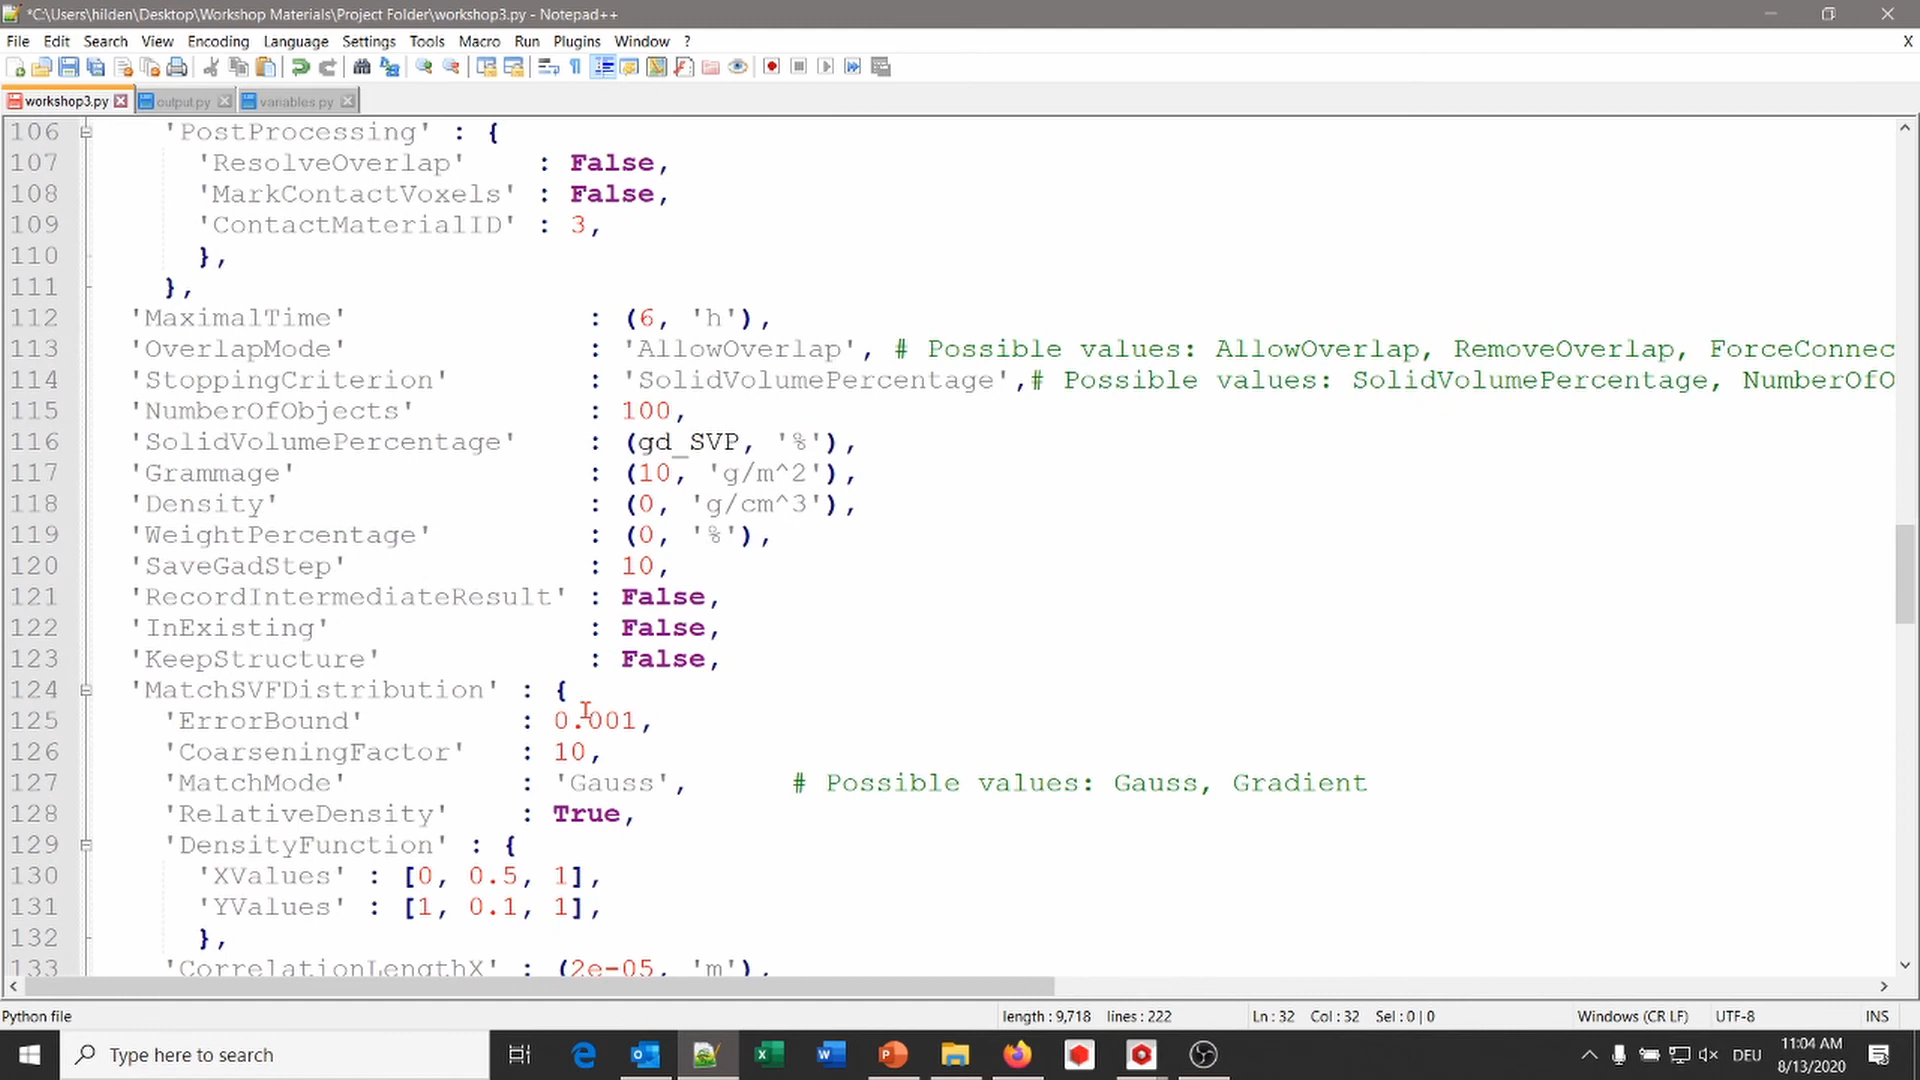 *C:\Users\hilden\Desktop\Workshop Materials\Project Folder\workshop3.py - Notepad++
File Edit Search View Encoding Language Settings Tools Macro Run Plugins Window ? X
workshop3.py output.py variables.py
106 'PostProcessing' : {
107 'ResolveOverlap' : False,
108 'MarkContactVoxels' : False,
109 'ContactMaterialID' : 3,
110 },
111 },
112 'MaximalTime' : (6, 'h'),
113 'OverlapMode' : 'AllowOverlap', # Possible values: AllowOverlap, RemoveOverlap, ForceConnec
114 'StoppingCriterion' : 'SolidVolumePercentage',# Possible values: SolidVolumePercentage, NumberOfO
115 'NumberOfObjects' : 100,
116 'SolidVolumePercentage' : (gd_SVP, '%'),
117 'Grammage' : (10, 'g/m^2'),
118 'Density' : (0, 'g/cm^3'),
119 'WeightPercentage' : (0, '%'),
120 'SaveGadStep' : 10,
121 'RecordIntermediateResult' : False,
122 'InExisting' : False,
123 'KeepStructure' : False,
124 'MatchSVFDistribution' : {
125 'ErrorBound' : 0.001,
126 'CoarseningFactor' : 10,
127 'MatchMode' : 'Gauss', # Possible values: Gauss, Gradient
128 'RelativeDensity' : True,
129 'DensityFunction' : {
130 'XValues' : [0, 0.5, 1],
131 'YValues' : [1, 0.1, 1],
132 },
133 'CorrelationLengthX' : (2e-05, 'm'),
Python file length : 9,718 lines : 222 Ln : 32 Col : 32 Sel : 0 | 0 Windows (CR LF) UTF-8 INS
Type here to search DEU 11:04 AM
8/13/2020